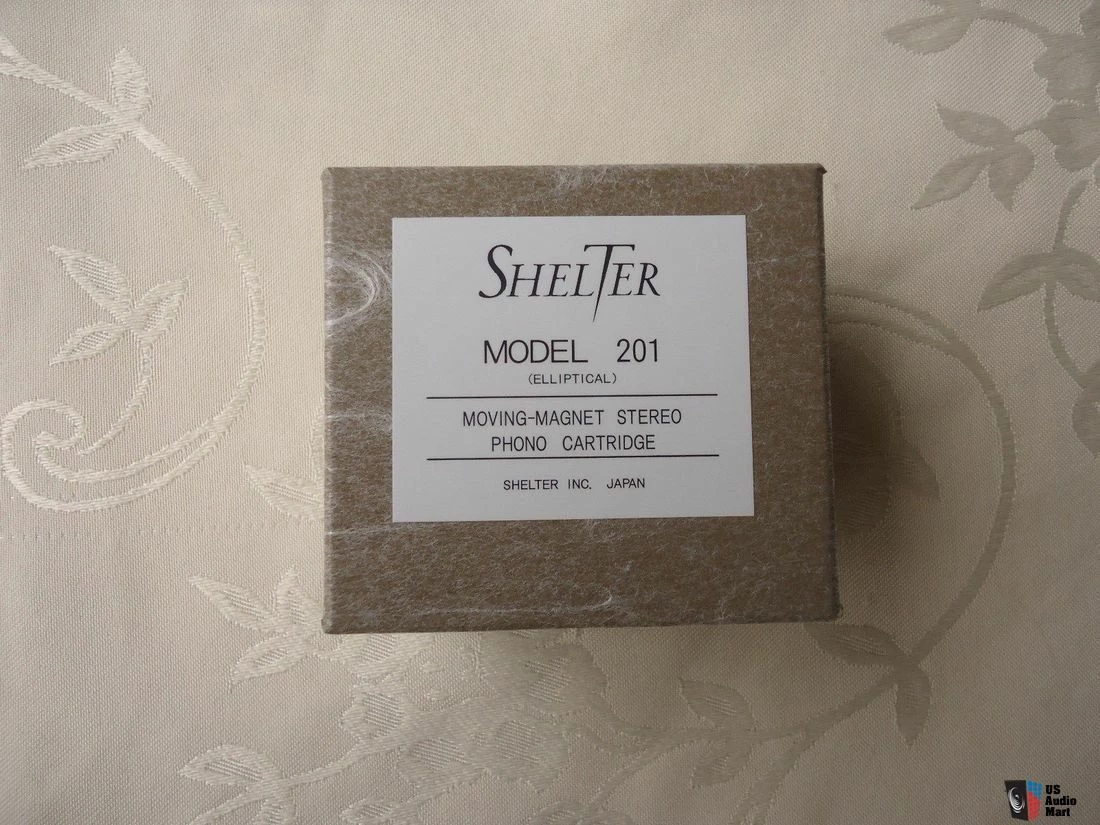 SHELTER
MODEL 201
(ELLIPTICAL)
MOVING-MAGNET STEREO
PHONO CARTRIDGE
SHELTER INC. JAPAN
US
Audio
Mart